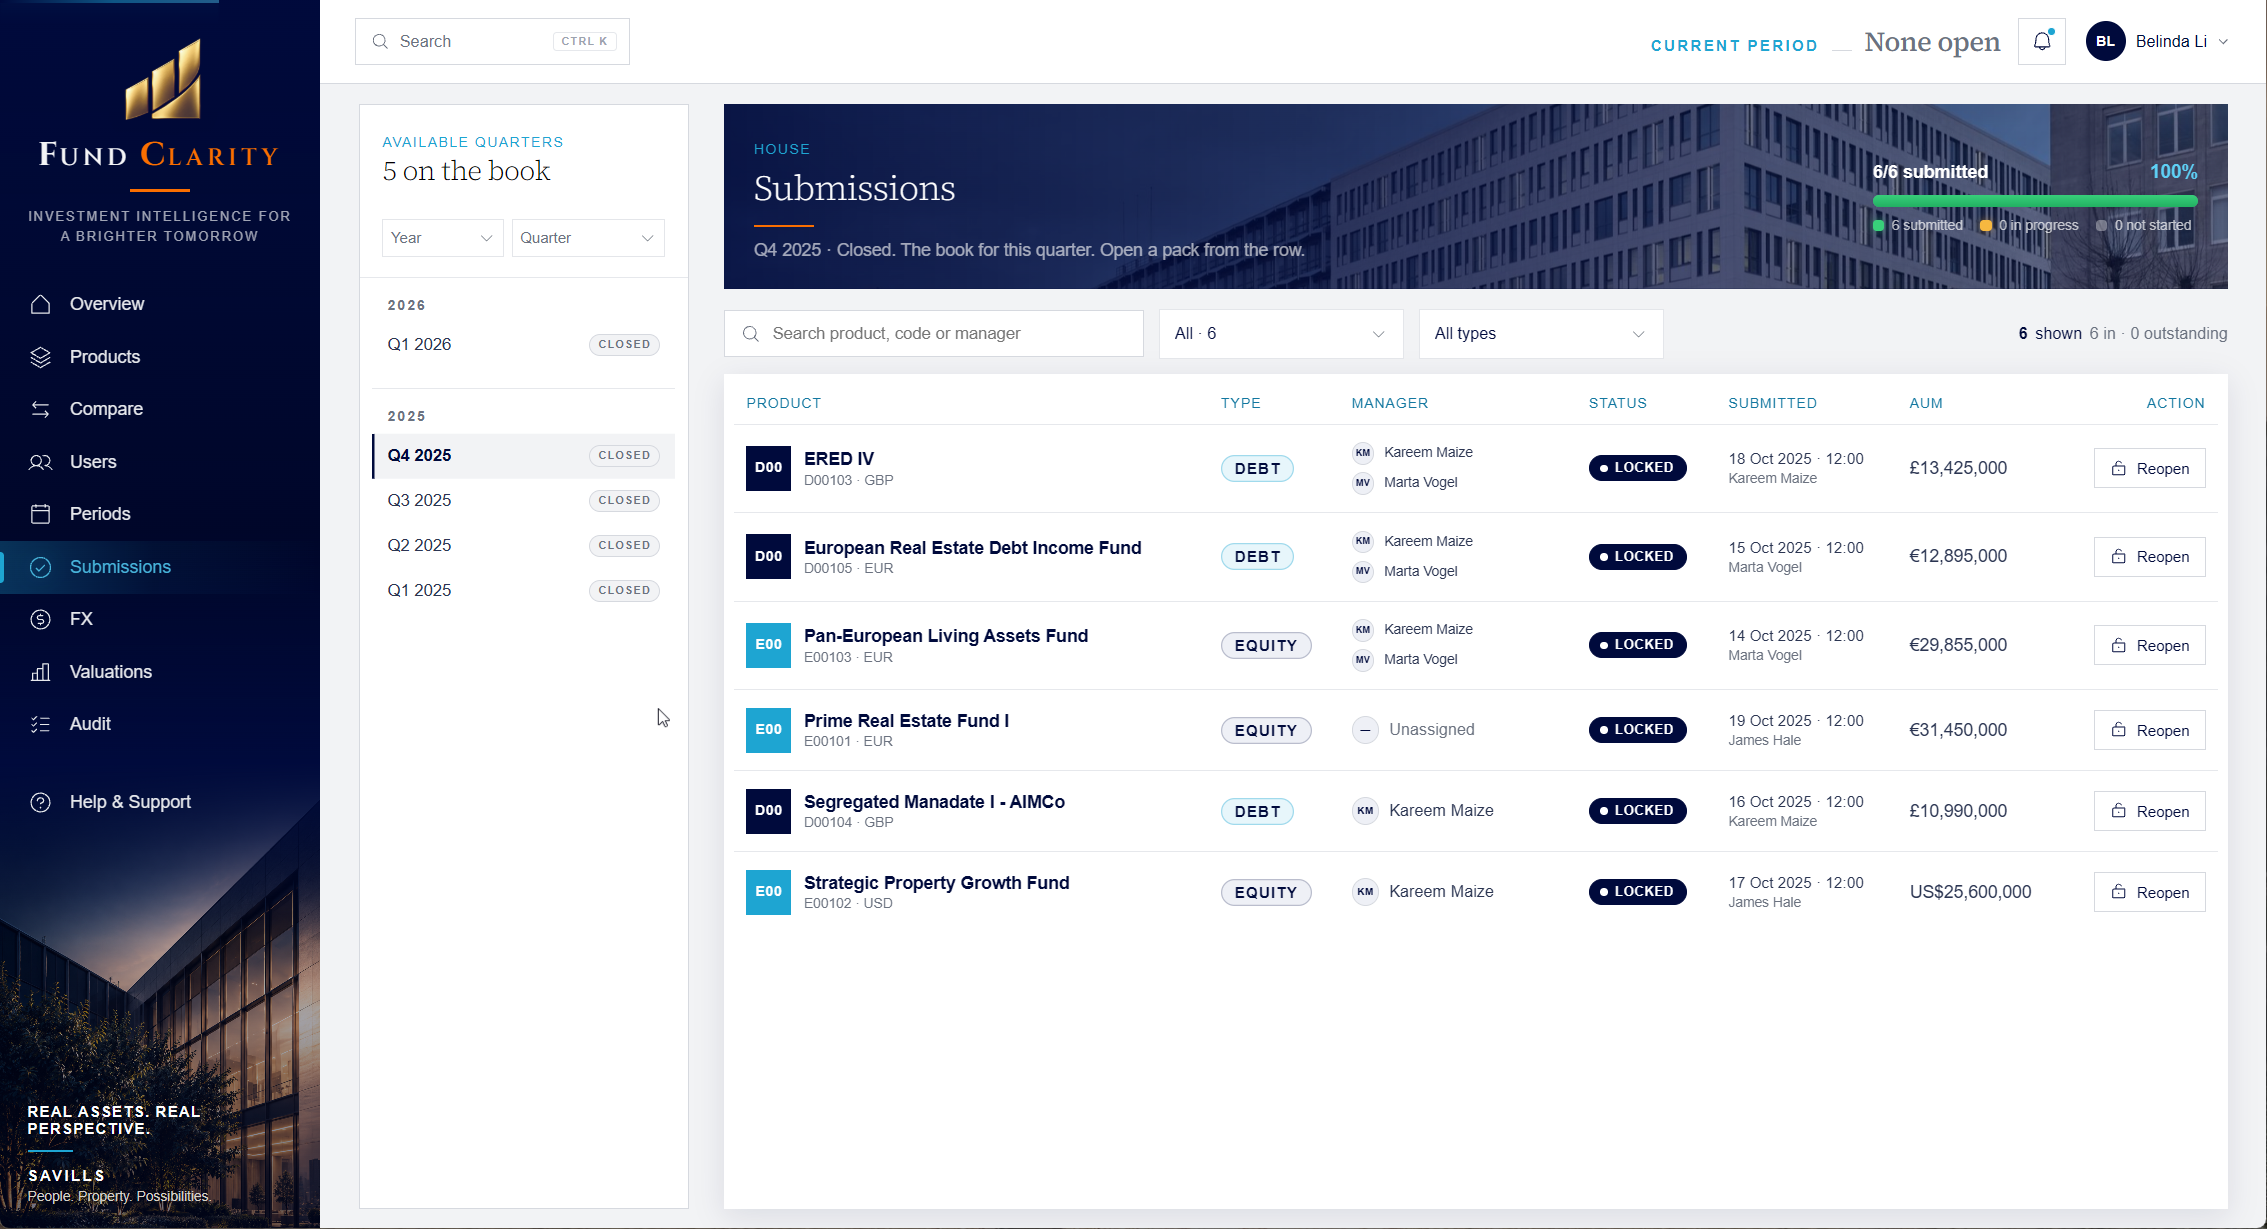 FUND CLARITY
INVESTMENT INTELLIGENCE FOR
A BRIGHTER TOMORROW
Overview
Products
Compare
Users
Periods
Submissions
FX
Valuations
Audit
Help & Support
REAL ASSETS. REAL
PERSPECTIVE.
SAVILLS
People. Property. Possibilities.
Search CTRL K
CURRENT PERIOD None open
BL Belinda Li
AVAILABLE QUARTERS
5 on the book
Year Quarter
2026
Q1 2026 CLOSED
2025
Q4 2025 CLOSED
Q3 2025 CLOSED
Q2 2025 CLOSED
Q1 2025 CLOSED
HOUSE
Submissions
Q4 2025 · Closed. The book for this quarter. Open a pack from the row.
6/6 submitted 100%
6 submitted 0 in progress 0 not started
Search product, code or manager All · 6 All types 6 shown 6 in · 0 outstanding
PRODUCT TYPE MANAGER STATUS SUBMITTED AUM ACTION
D00 ERED IV DEBT KM Kareem Maize LOCKED 18 Oct 2025 · 12:00 £13,425,000 Reopen
D00103 · GBP MV Marta Vogel Kareem Maize
D00 European Real Estate Debt Income Fund DEBT KM Kareem Maize LOCKED 15 Oct 2025 · 12:00 €12,895,000 Reopen
D00105 · EUR MV Marta Vogel Marta Vogel
E00 Pan-European Living Assets Fund EQUITY KM Kareem Maize LOCKED 14 Oct 2025 · 12:00 €29,855,000 Reopen
E00103 · EUR MV Marta Vogel Marta Vogel
E00 Prime Real Estate Fund I EQUITY – Unassigned LOCKED 19 Oct 2025 · 12:00 €31,450,000 Reopen
E00101 · EUR James Hale
D00 Segregated Manadate I - AIMCo DEBT KM Kareem Maize LOCKED 16 Oct 2025 · 12:00 £10,990,000 Reopen
D00104 · GBP Kareem Maize
E00 Strategic Property Growth Fund EQUITY KM Kareem Maize LOCKED 17 Oct 2025 · 12:00 US$25,600,000 Reopen
E00102 · USD James Hale